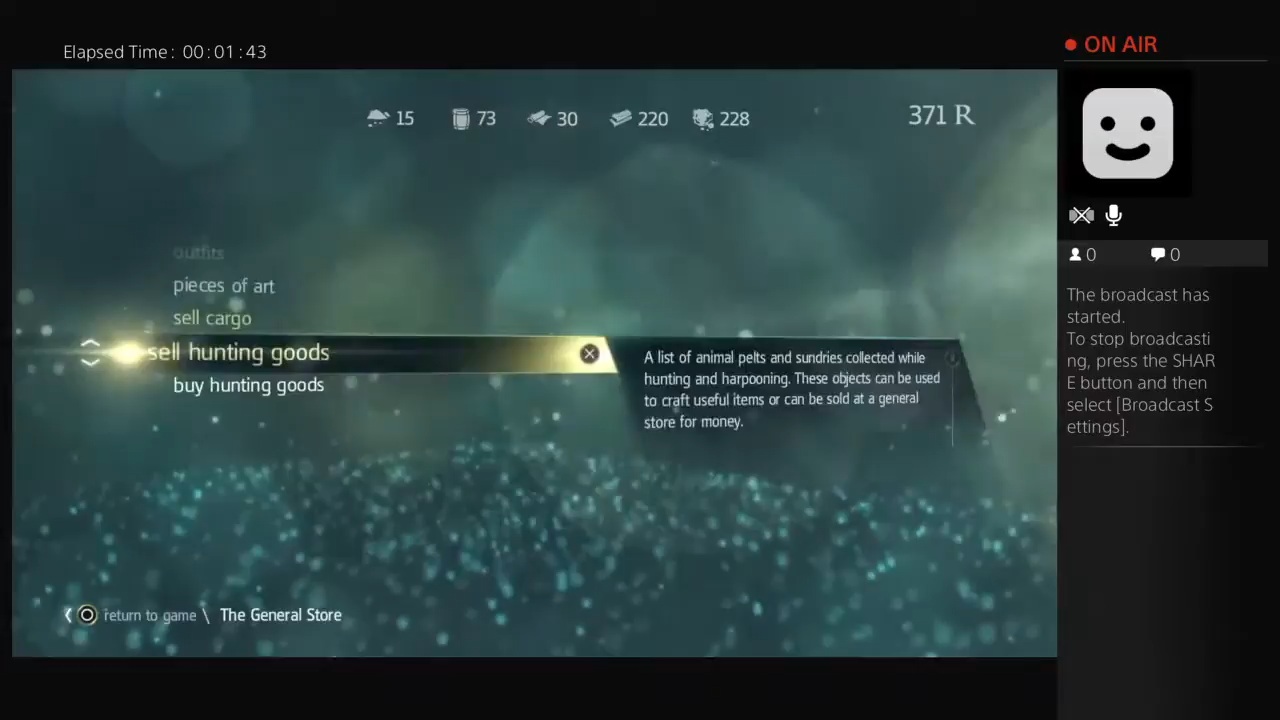 Elapsed Time: 00:01:43
ON AIR
15 73 30 220 228 371 R
0 0
outfits
pieces of art
sell cargo
sell hunting goods
buy hunting goods
A list of animal pelts and sundries collected while
hunting and harpooning. These objects can be used
to craft useful items or can be sold at a general
store for money.
The broadcast has
started.
To stop broadcasti
ng, press the SHAR
E button and then
select [Broadcast S
ettings].
return to game \ The General Store